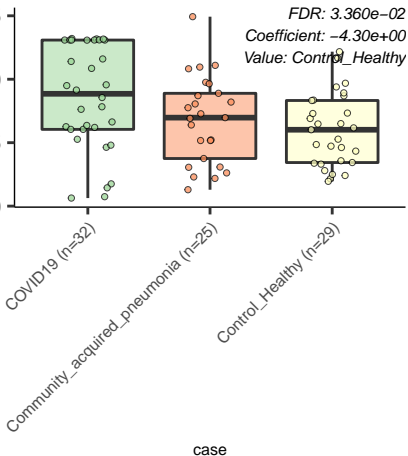 FDR: 3.360e−02
Coefficient: −4.30e+00
Value: Control_Healthy
COVID19 (n=32)
Community_acquired_pneumonia (n=25)
Control_Healthy (n=29)
case